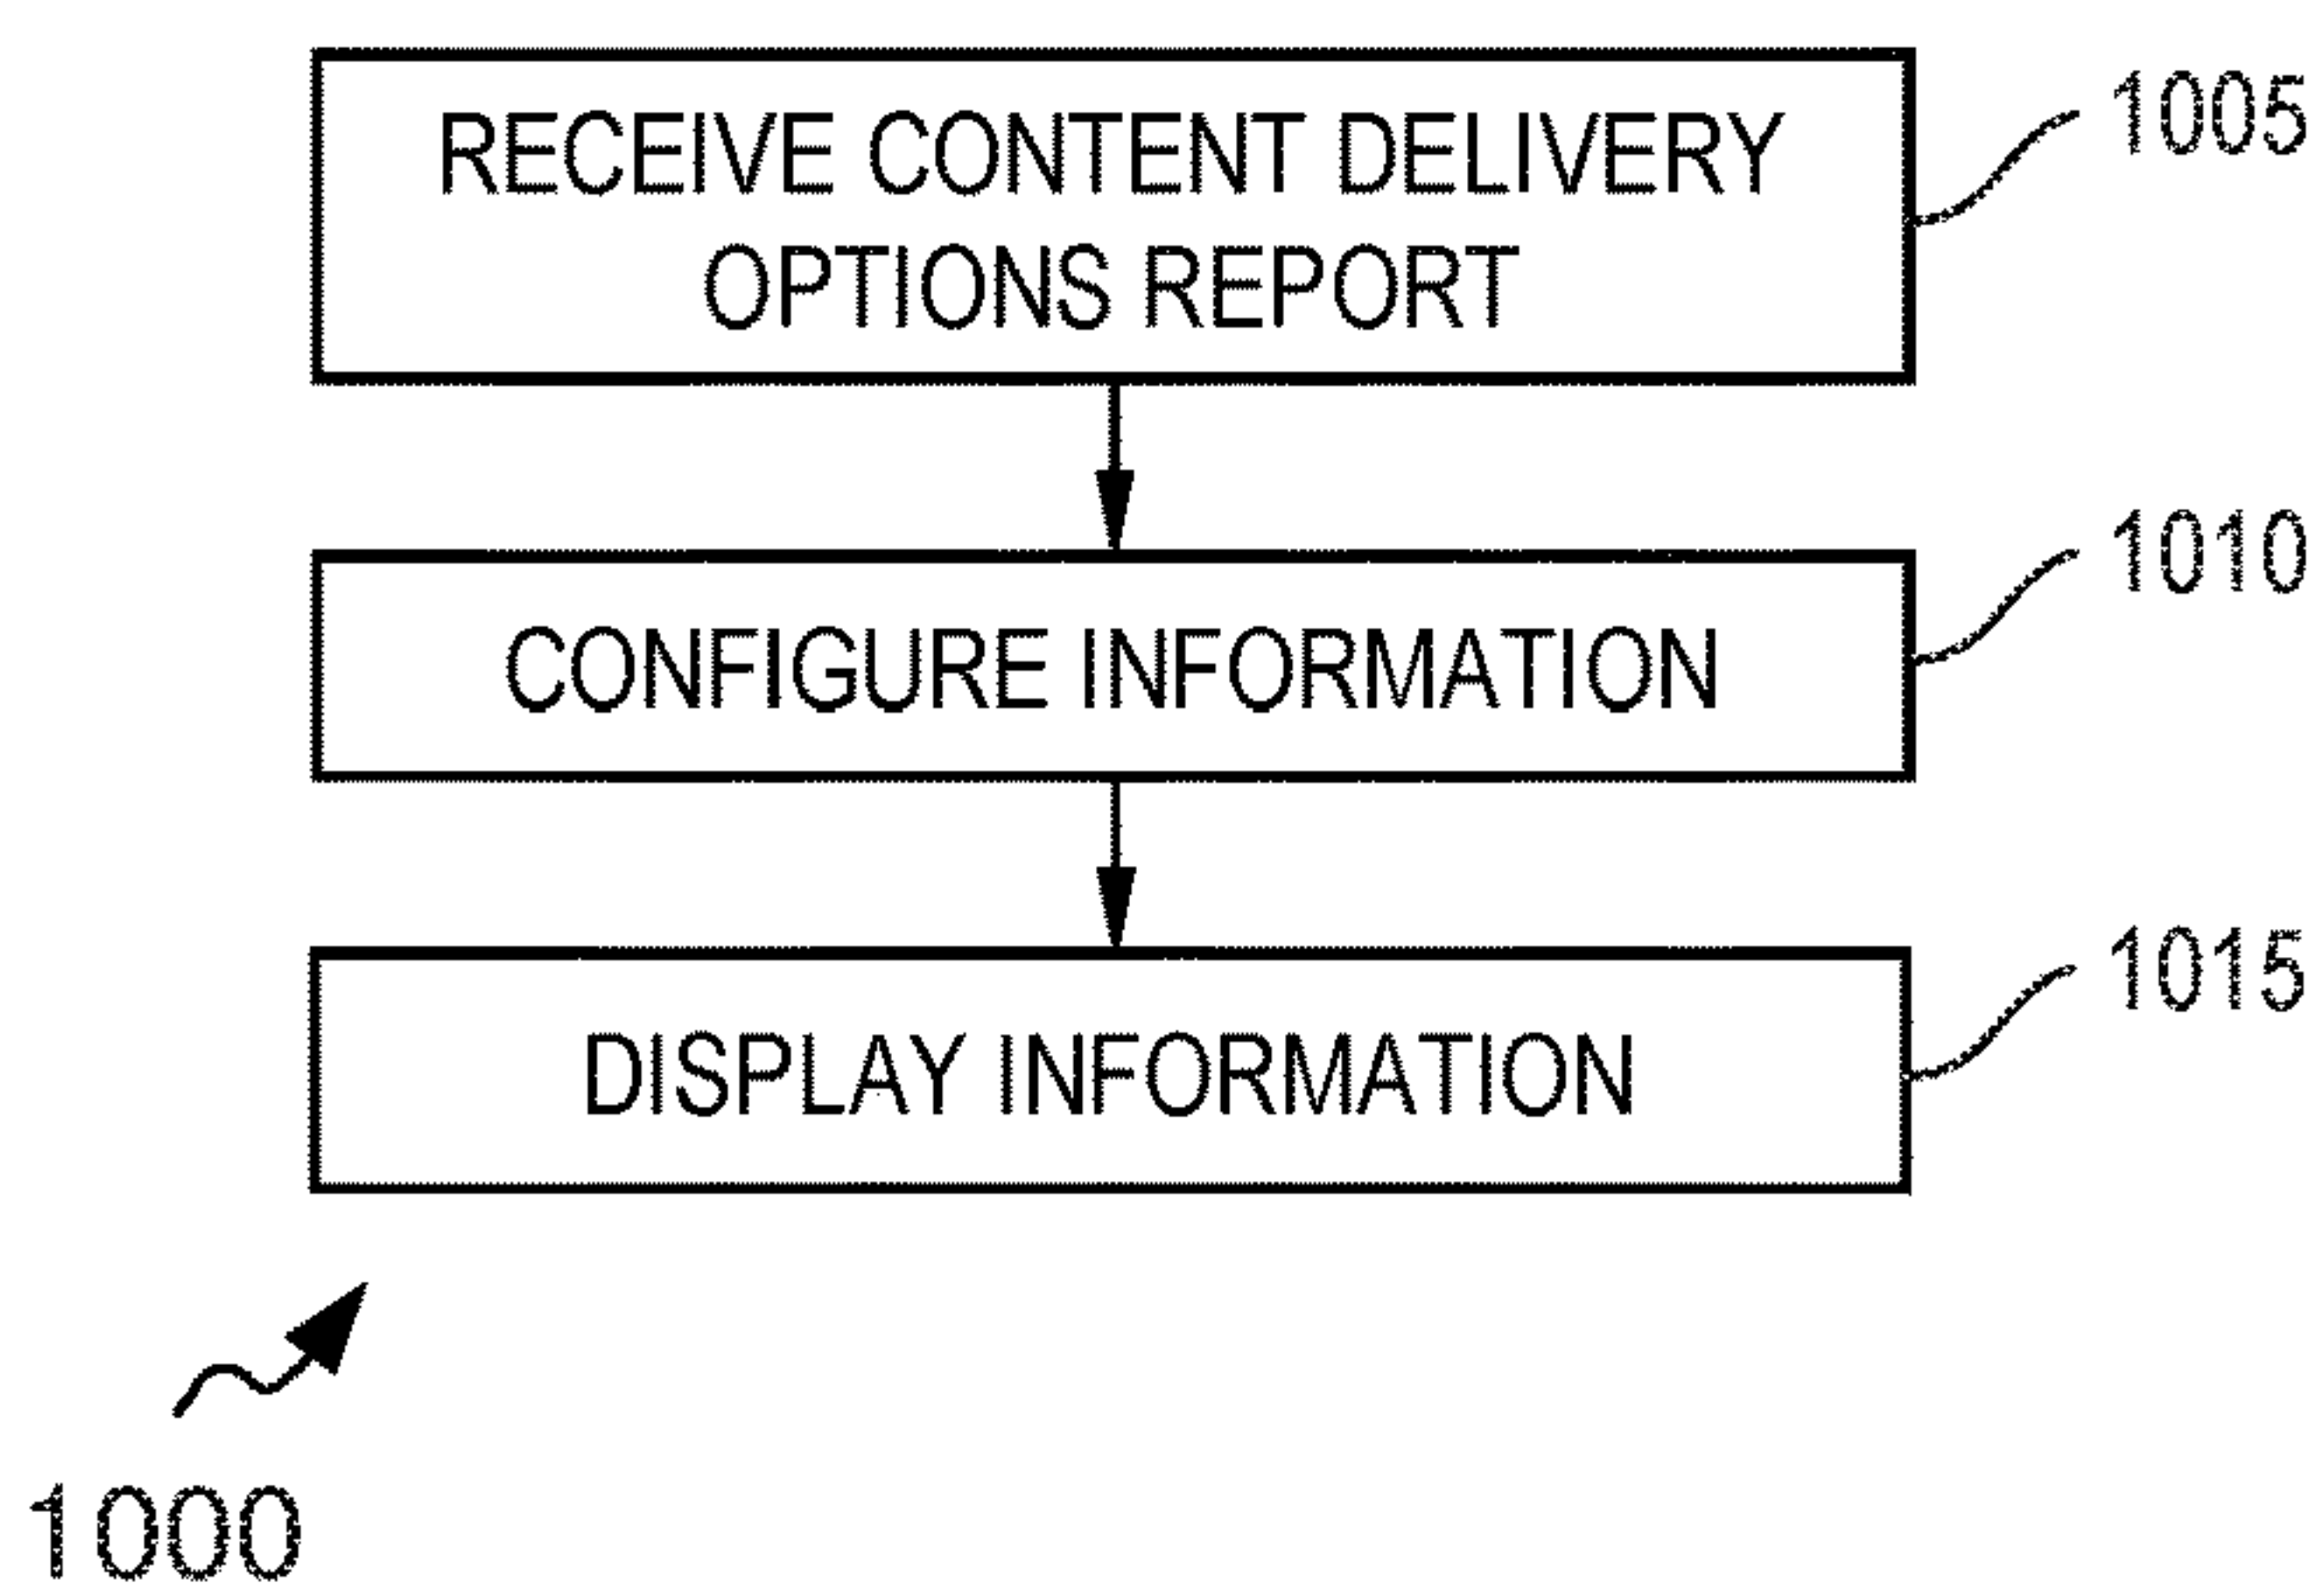 RECEIVE CONTENT DELIVERY
OPTIONS REPORT
1005
CONFIGURE INFORMATION
1010
DISPLAY INFORMATION
1015
1000